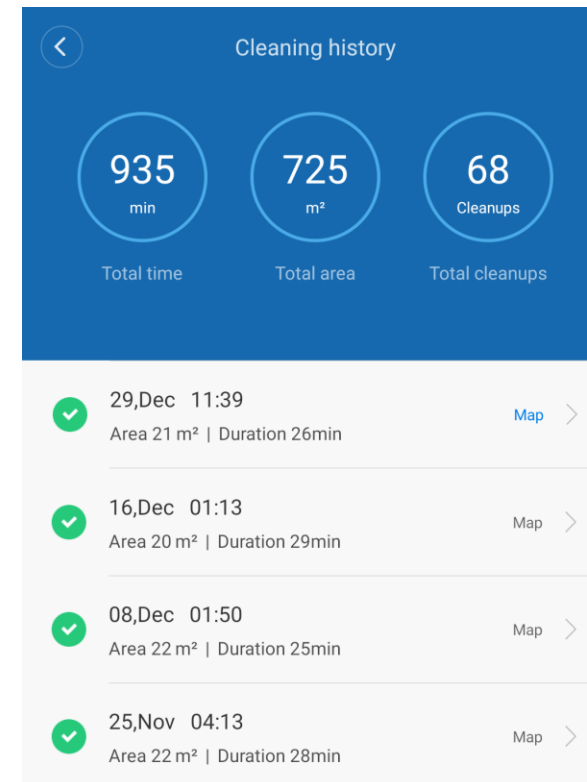 Cleaning history
935 725 68
min m² Cleanups
Total time Total area Total cleanups
29,Dec 11:39
Area 21 m² | Duration 26min
Map
16,Dec 01:13
Area 20 m² | Duration 29min
Map
08,Dec 01:50
Area 22 m² | Duration 25min
Map
25,Nov 04:13
Area 22 m² | Duration 28min
Map